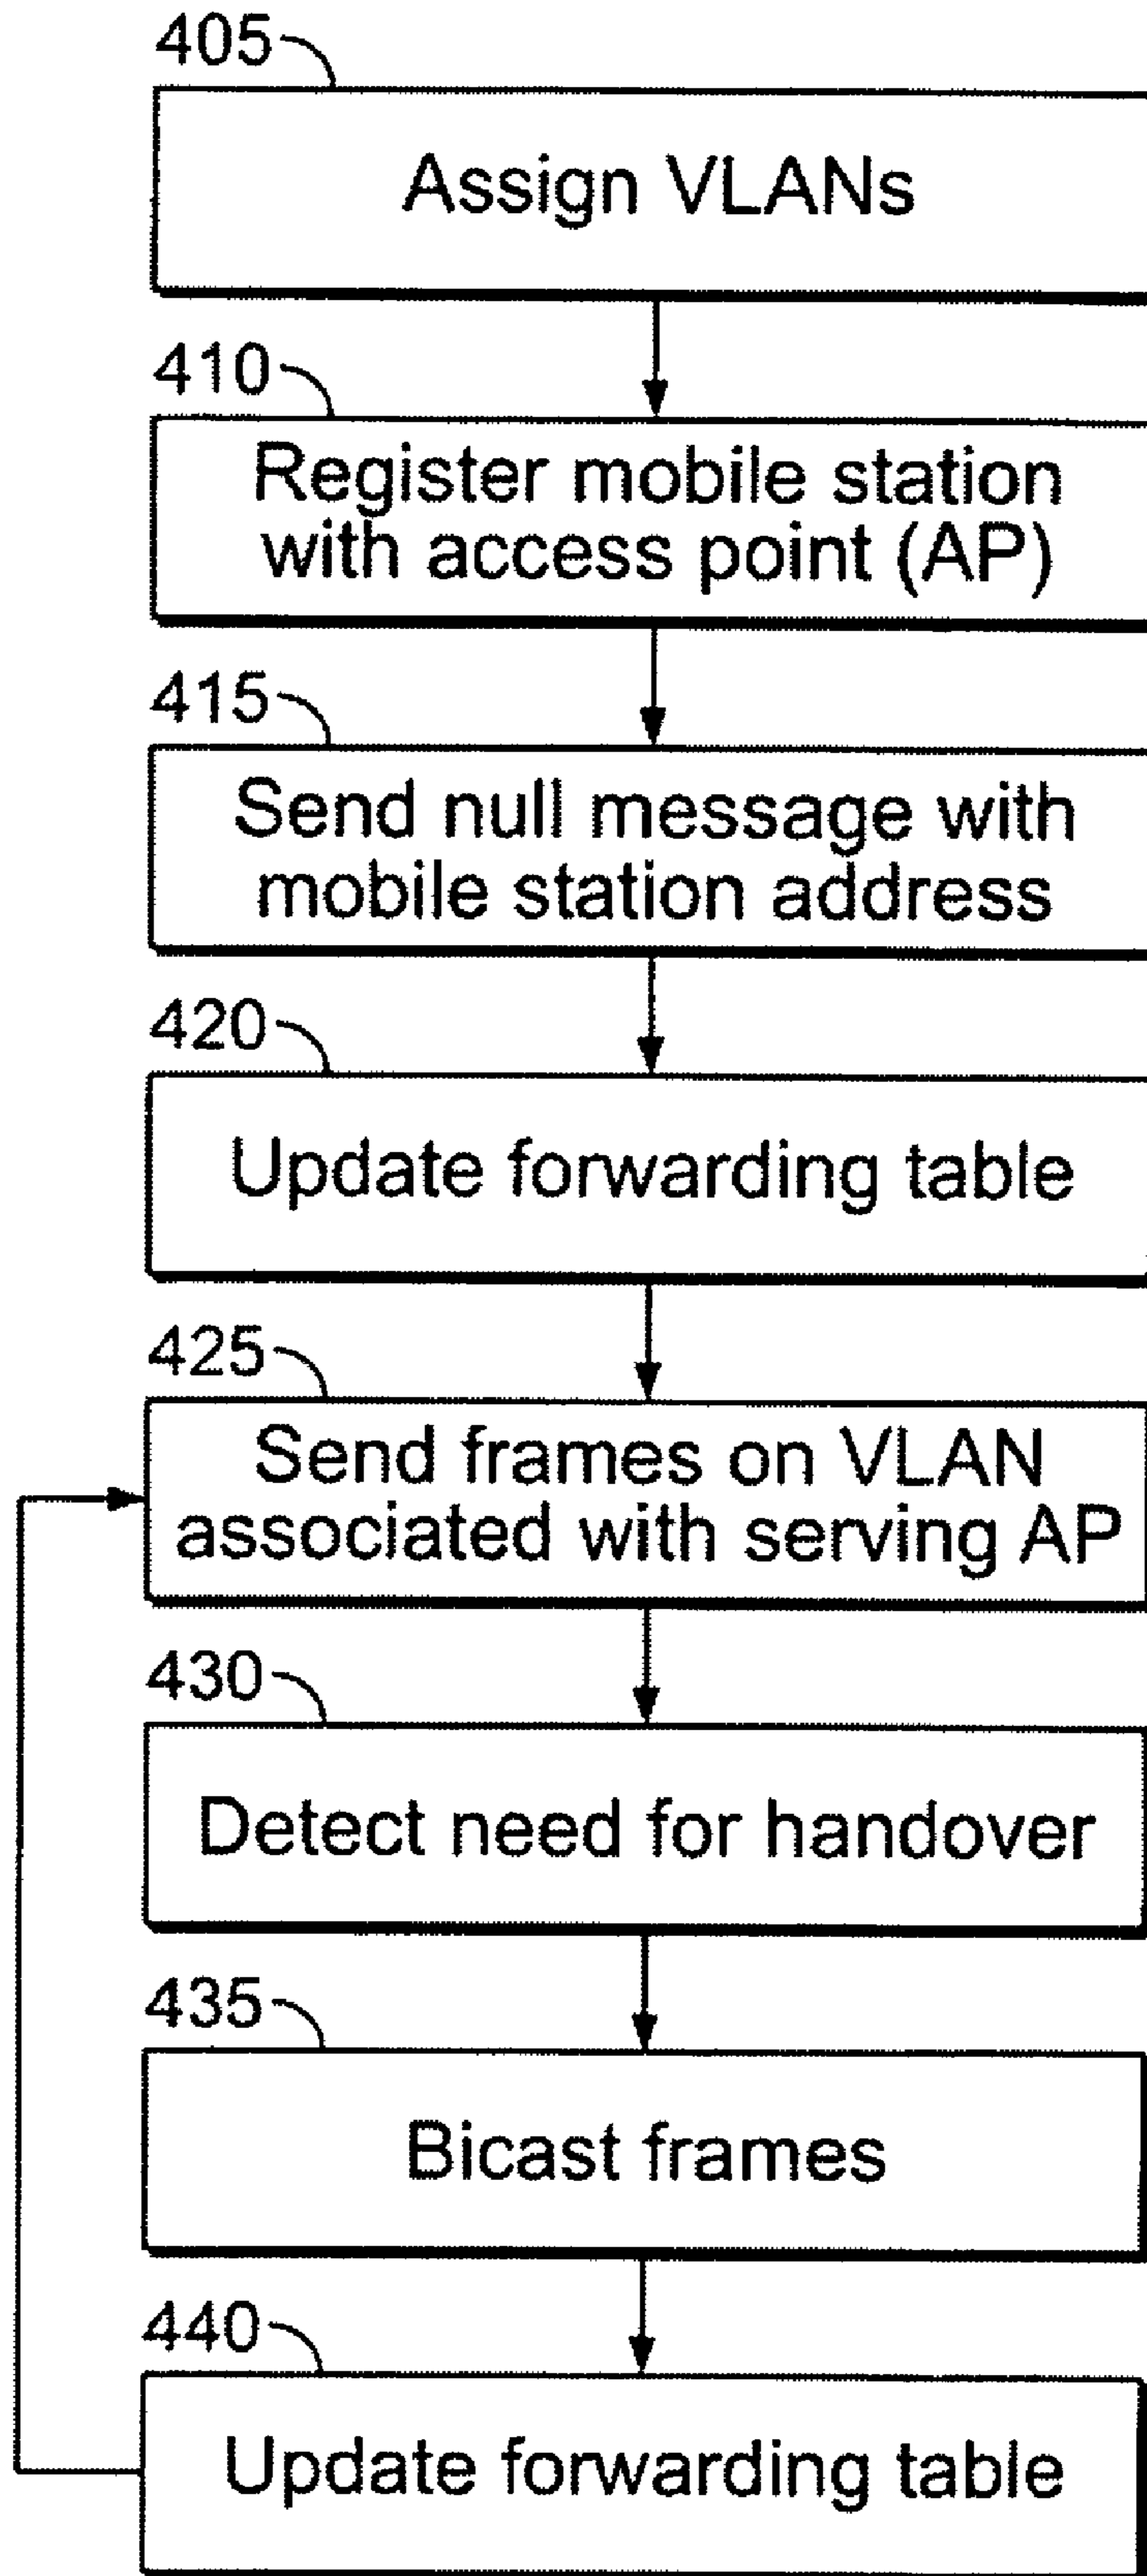 405
Assign VLANs
410
Register mobile station
with access point (AP)
415
Send null message with
mobile station address
420
Update forwarding table
425
Send frames on VLAN
associated with serving AP
430
Detect need for handover
435
Bicast frames
440
Update forwarding table